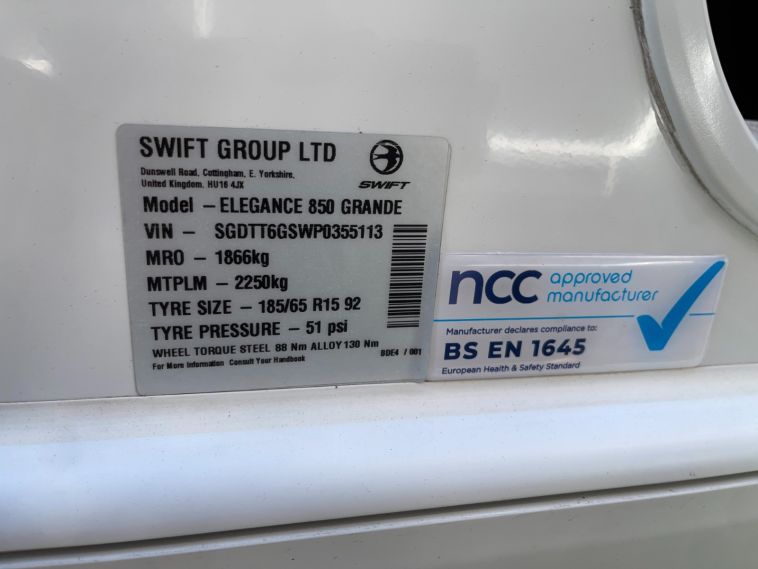 SWIFT GROUP LTD
Dunswell Road, Cottingham, E. Yorkshire,
United Kingdom. HU16 4JX
SWIFT
Model – ELEGANCE 850 GRANDE
VIN – SGDTT6GSWP0355113
MRO – 1866kg
MTPLM – 2250kg
TYRE SIZE – 185/65 R15 92
TYRE PRESSURE – 51 psi
WHEEL TORQUE STEEL 88 Nm ALLOY 130 Nm
BDE4 / 001
For More Information Consult Your Handbook
ncc approved
manufacturer
Manufacturer declares compliance to:
BS EN 1645
European Health & Safety Standard